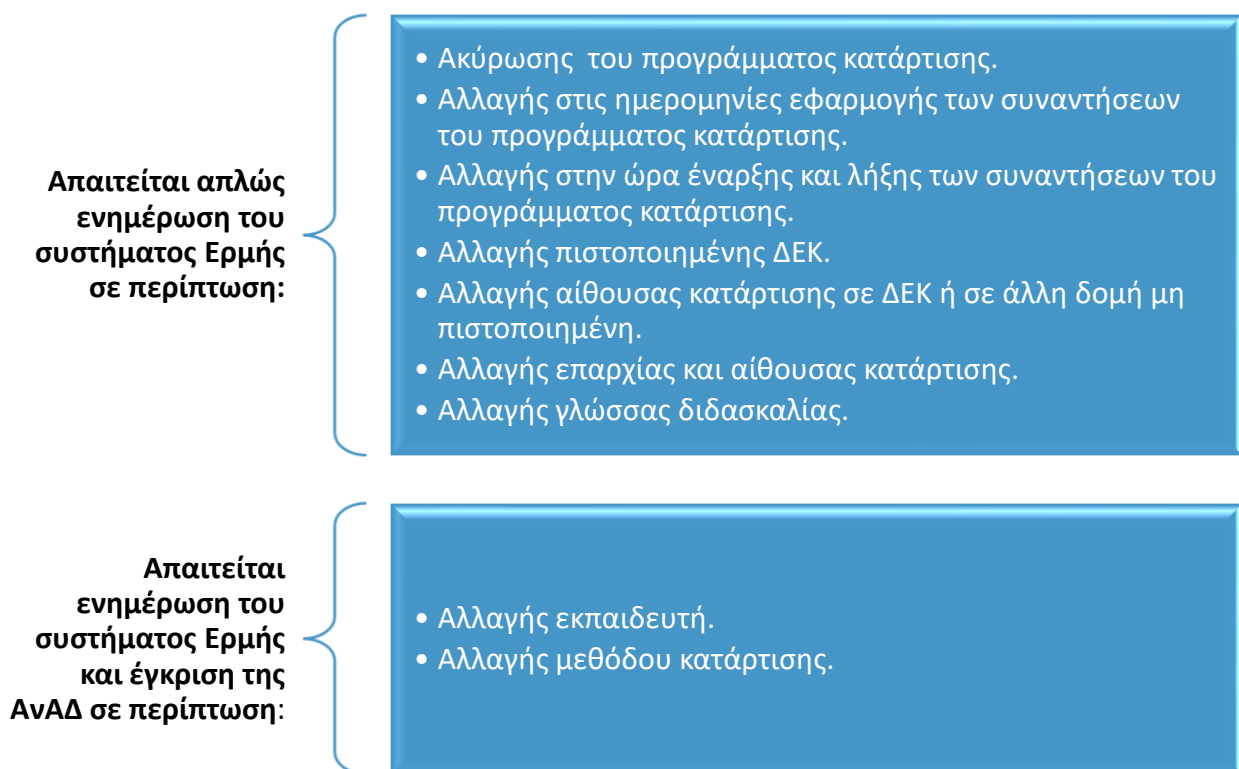 Απαιτείται απλώς
ενημέρωση του
συστήματος Ερμής
σε περίπτωση:
• Ακύρωσης του προγράμματος κατάρτισης.
• Αλλαγής στις ημερομηνίες εφαρμογής των συναντήσεων
του προγράμματος κατάρτισης.
• Αλλαγής στην ώρα έναρξης και λήξης των συναντήσεων του
προγράμματος κατάρτισης.
• Αλλαγής πιστοποιημένης ΔΕΚ.
• Αλλαγής αίθουσας κατάρτισης σε ΔΕΚ ή σε άλλη δομή μη
πιστοποιημένη.
• Αλλαγής επαρχίας και αίθουσας κατάρτισης.
• Αλλαγής γλώσσας διδασκαλίας.
Απαιτείται
ενημέρωση του
συστήματος Ερμής
και έγκριση της
ΑνΑΔ σε περίπτωση:
• Αλλαγής εκπαιδευτή.
• Αλλαγής μεθόδου κατάρτισης.